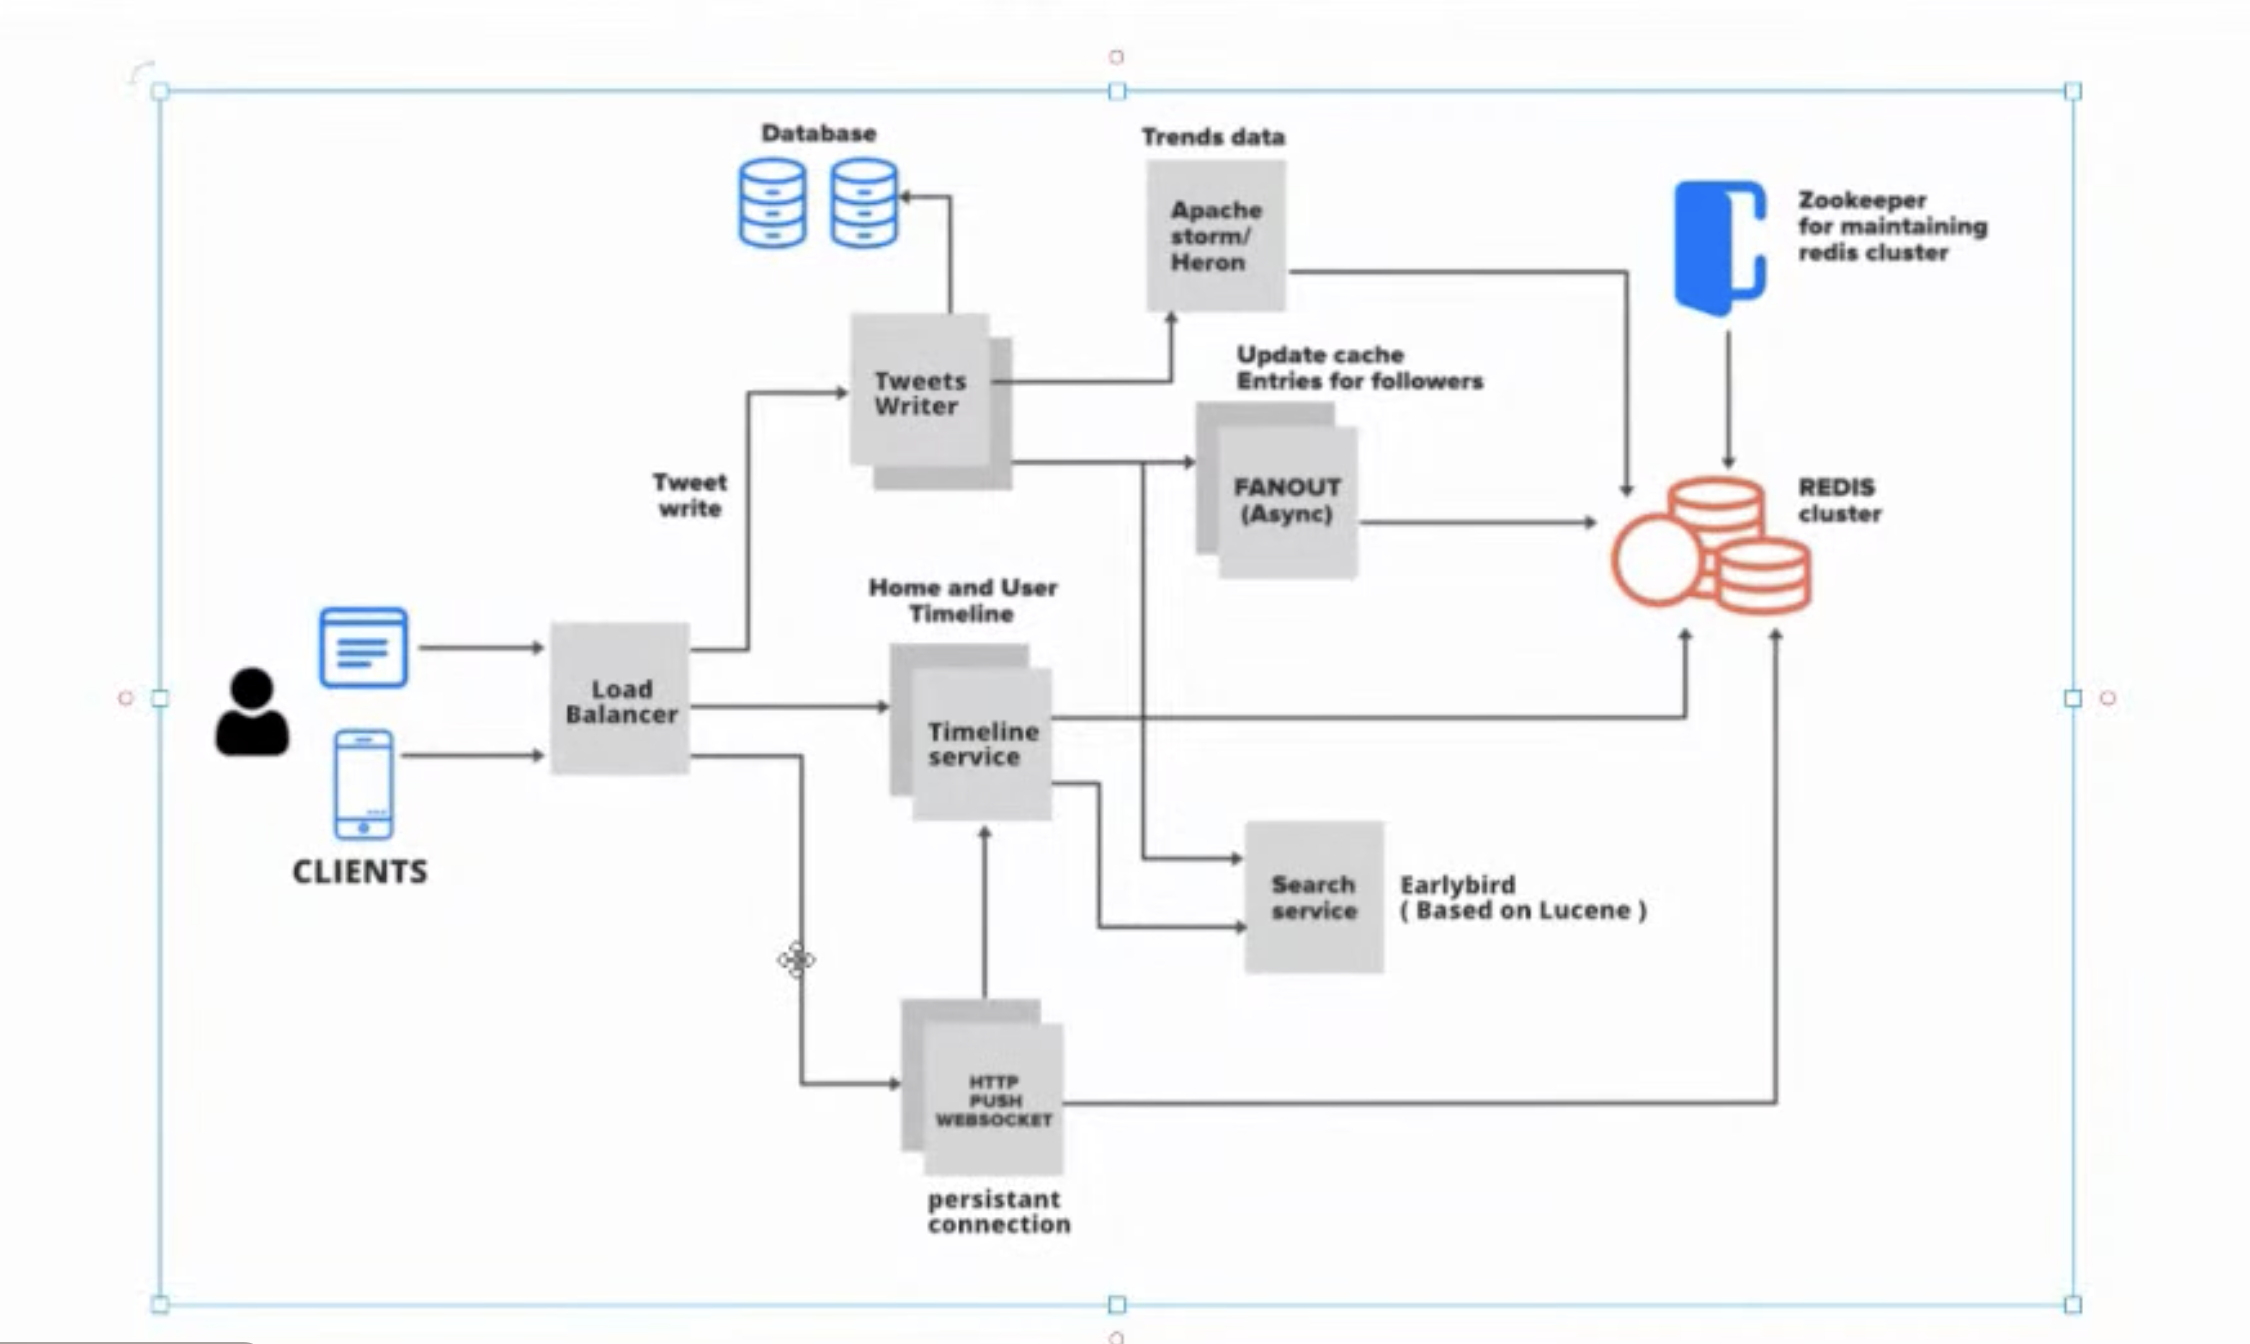 Database
Trends data
Apache
storm/
Heron
Zookeeper
for maintaining
redis cluster
Tweets
Writer
Update cache
Entries for followers
Tweet
write
FANOUT
(Async)
REDIS
cluster
Home and User
Timeline
Load
Balancer
Timeline
service
CLIENTS
Search
service
Earlybird
( Based on Lucene )
HTTP
PUSH
WEBSOCKET
persistant
connection